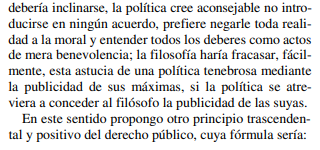 debería inclinarse, la política cree aconsejable no intro-
ducirse en ningún acuerdo, prefiere negarle toda reali-
dad a la moral y entender todos los deberes como actos
de mera benevolencia; la filosofía haría fracasar, fácil-
mente, esta astucia de una política tenebrosa mediante
la publicidad de sus máximas, si la política se atre-
viera a conceder al filósofo la publicidad de las suyas.
En este sentido propongo otro principio trascenden-
tal y positivo del derecho público, cuya fórmula sería: